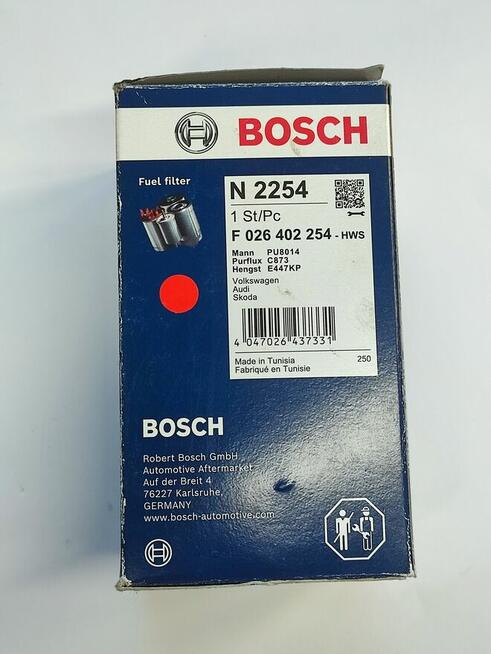 BOSCH
Fuel filter
N 2254
1 St/Pc
F 026 402 254 - HWS
Mann PU8014
Purflux C873
Hengst E447KP
Volkswagen
Audi
Skoda
4 047026 437331
Made in Tunisia 250
Fabriqué en Tunisie
BOSCH
Robert Bosch GmbH
Automotive Aftermarket
Auf der Breit 4
76227 Karlsruhe,
GERMANY
www.bosch-automotive.com